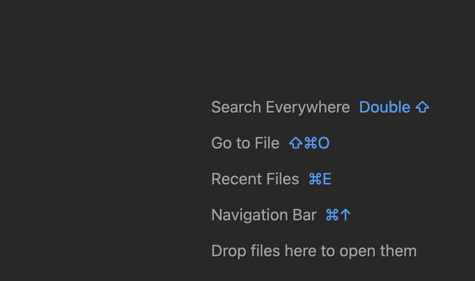 Search Everywhere Double ⇧
Go to File ⇧⌘O
Recent Files ⌘E
Navigation Bar ⌘↑
Drop files here to open them